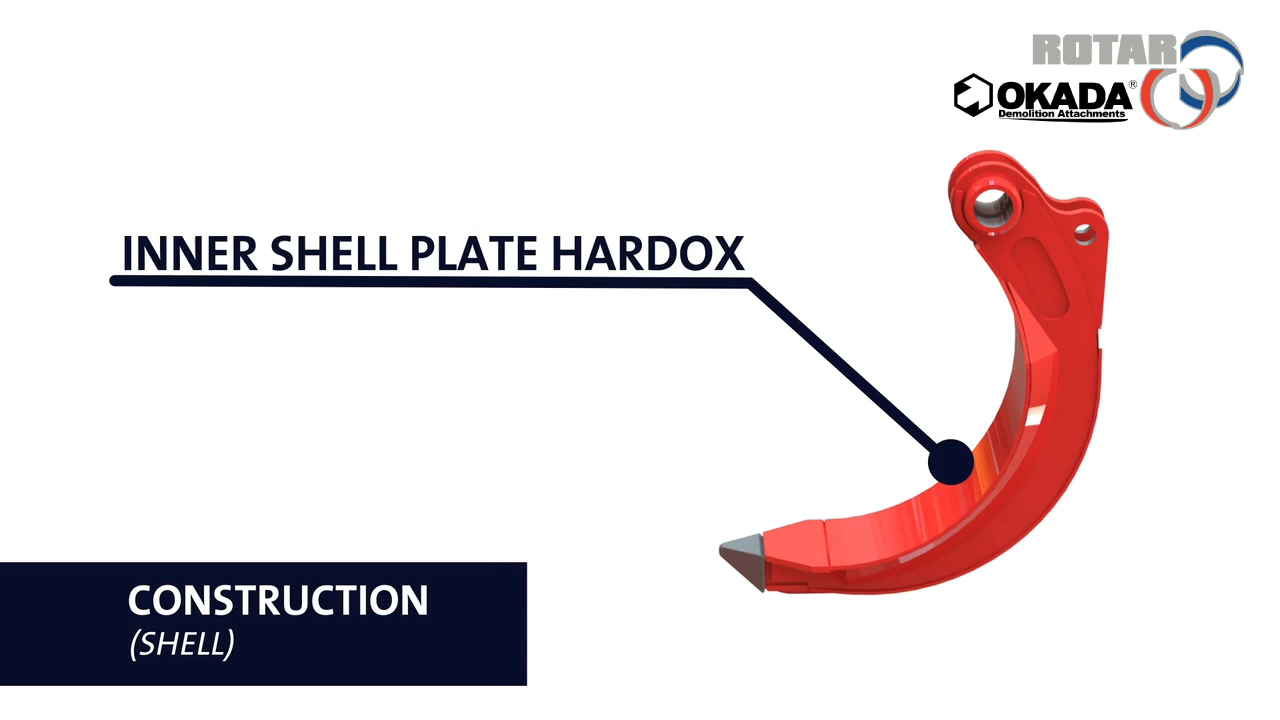 ROTAR
OKADA®
Demolition Attachments
INNER SHELL PLATE HARDOX
CONSTRUCTION
(SHELL)